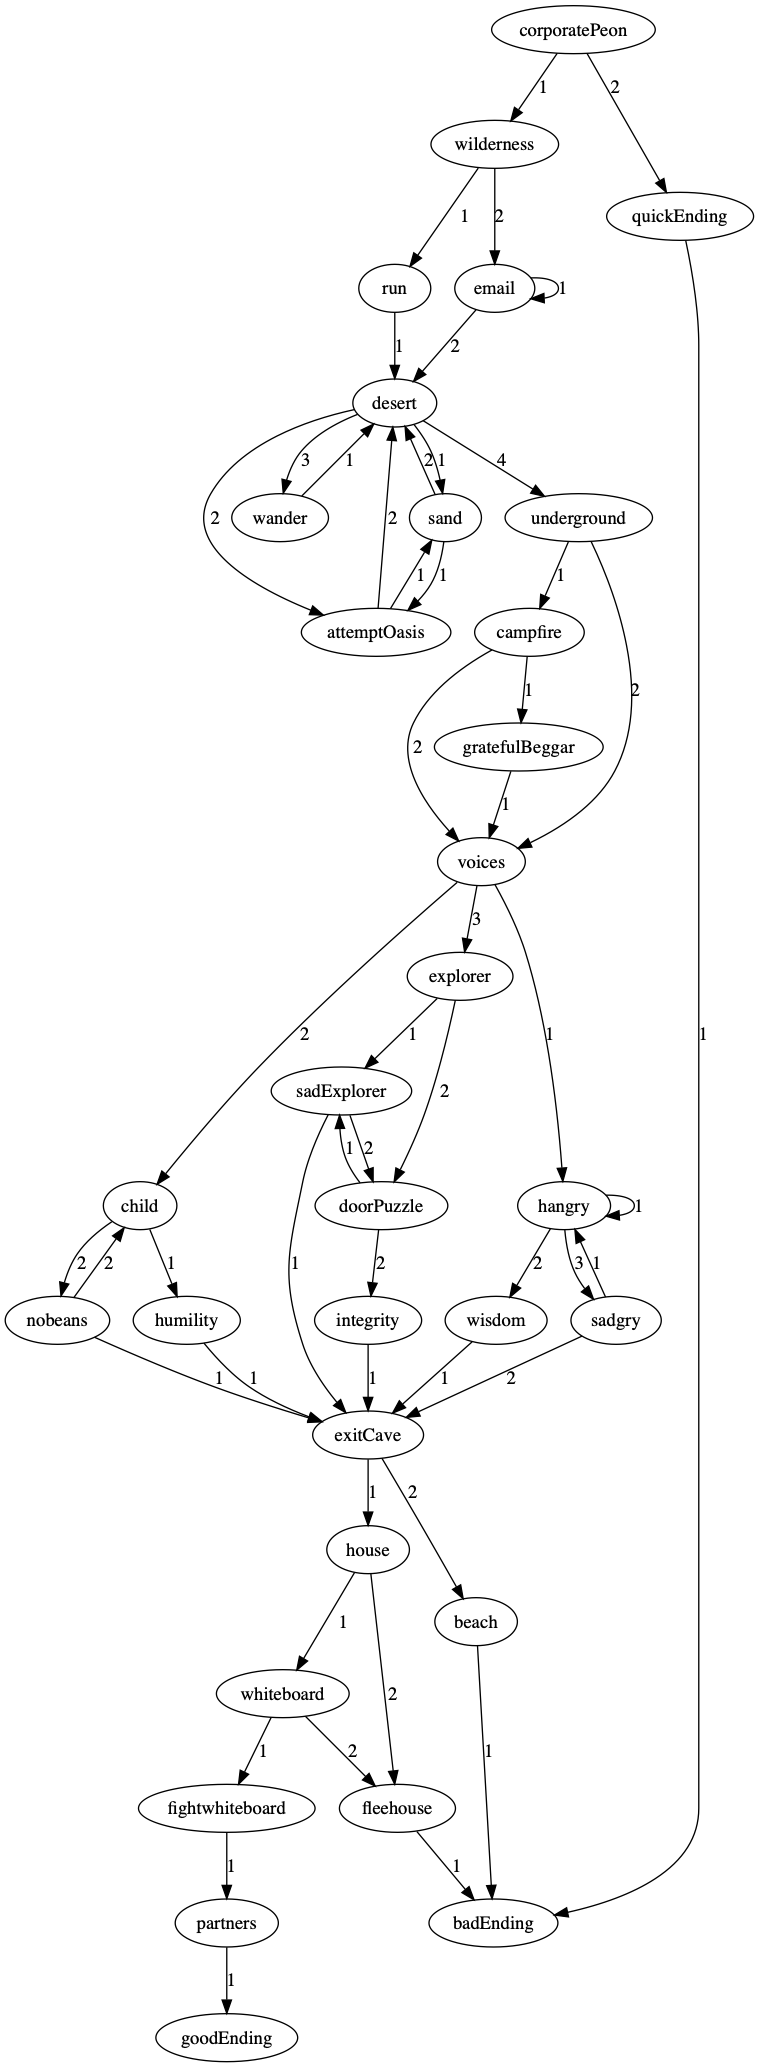 corporatePeon
1
2
wilderness
quickEnding
1
2
run
email
1
1
2
desert
3
1
2
1
4
2
wander
2
sand
underground
1
1
1
attemptOasis
campfire
2
1
2
gratefulBeggar
1
voices
3
explorer
2
1
1
1
sadExplorer
2
1
2
child
doorPuzzle
hangry
1
2
2
1
1
2
2
3
1
nobeans
humility
integrity
wisdom
sadgry
1
1
1
1
2
exitCave
1
2
house
beach
1
whiteboard
2
1
2
1
fightwhiteboard
fleehouse
1
1
partners
badEnding
1
goodEnding